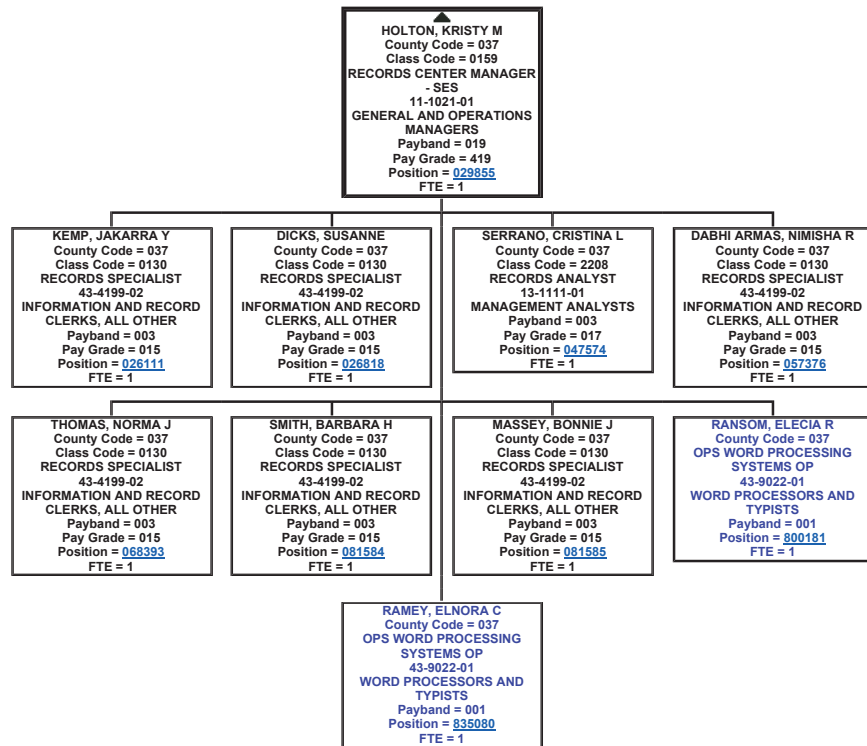 HOLTON, KRISTY M
County Code = 037
Class Code = 0159
RECORDS CENTER MANAGER
- SES
11-1021-01
GENERAL AND OPERATIONS
MANAGERS
Payband = 019
Pay Grade = 419
Position = 029855
FTE = 1
KEMP, JAKARRA Y
County Code = 037
Class Code = 0130
RECORDS SPECIALIST
43-4199-02
INFORMATION AND RECORD
CLERKS, ALL OTHER
Payband = 003
Pay Grade = 015
Position = 026111
FTE = 1
DICKS, SUSANNE
County Code = 037
Class Code = 0130
RECORDS SPECIALIST
43-4199-02
INFORMATION AND RECORD
CLERKS, ALL OTHER
Payband = 003
Pay Grade = 015
Position = 026818
FTE = 1
SERRANO, CRISTINA L
County Code = 037
Class Code = 2208
RECORDS ANALYST
13-1111-01
MANAGEMENT ANALYSTS
Payband = 003
Pay Grade = 017
Position = 047574
FTE = 1
DABHI ARMAS, NIMISHA R
County Code = 037
Class Code = 0130
RECORDS SPECIALIST
43-4199-02
INFORMATION AND RECORD
CLERKS, ALL OTHER
Payband = 003
Pay Grade = 015
Position = 057376
FTE = 1
THOMAS, NORMA J
County Code = 037
Class Code = 0130
RECORDS SPECIALIST
43-4199-02
INFORMATION AND RECORD
CLERKS, ALL OTHER
Payband = 003
Pay Grade = 015
Position = 068393
FTE = 1
SMITH, BARBARA H
County Code = 037
Class Code = 0130
RECORDS SPECIALIST
43-4199-02
INFORMATION AND RECORD
CLERKS, ALL OTHER
Payband = 003
Pay Grade = 015
Position = 081584
FTE = 1
MASSEY, BONNIE J
County Code = 037
Class Code = 0130
RECORDS SPECIALIST
43-4199-02
INFORMATION AND RECORD
CLERKS, ALL OTHER
Payband = 003
Pay Grade = 015
Position = 081585
FTE = 1
RANSOM, ELECIA R
County Code = 037
OPS WORD PROCESSING
SYSTEMS OP
43-9022-01
WORD PROCESSORS AND
TYPISTS
Payband = 001
Position = 800181
FTE = 1
RAMEY, ELNORA C
County Code = 037
OPS WORD PROCESSING
SYSTEMS OP
43-9022-01
WORD PROCESSORS AND
TYPISTS
Payband = 001
Position = 835080
FTE = 1